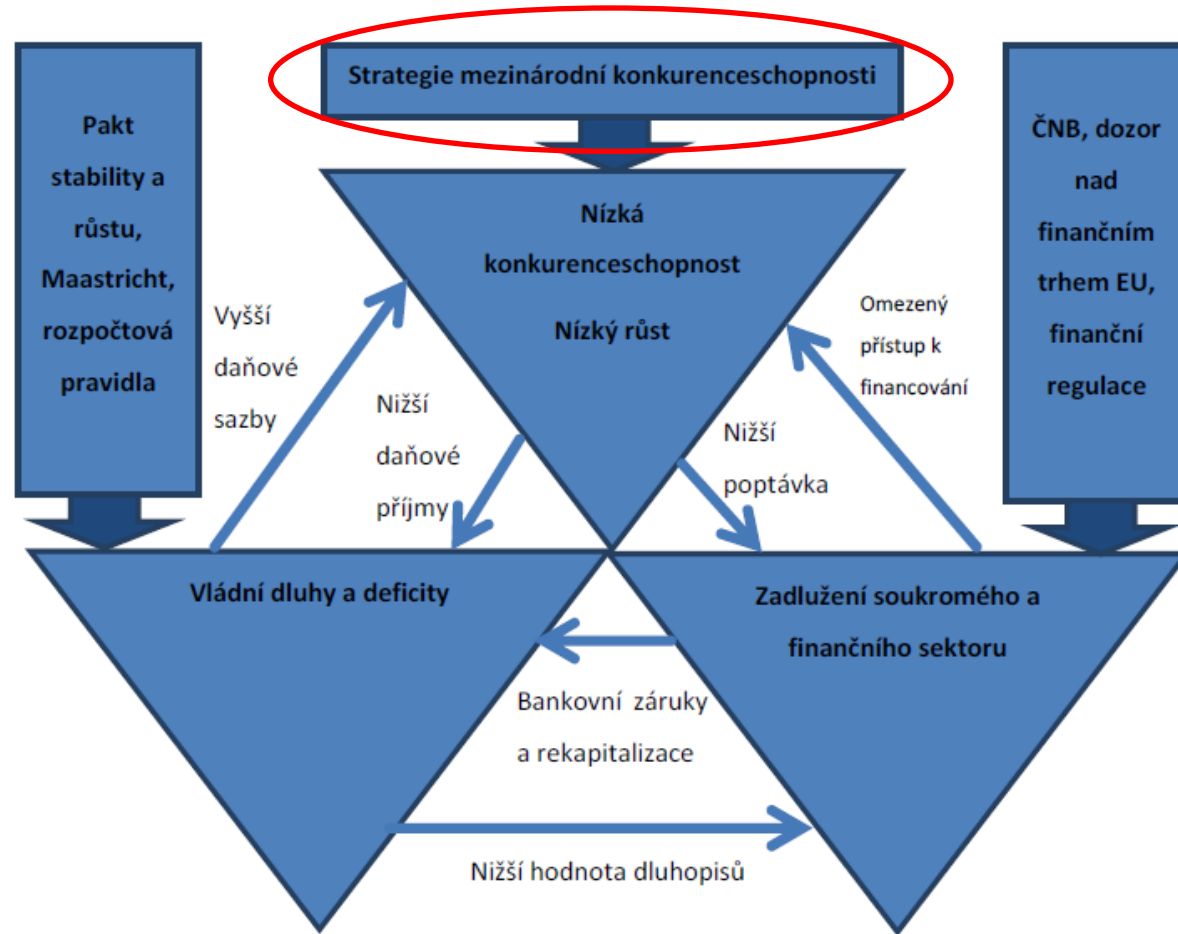 Strategie mezinárodní konkurenceschopnosti
Pakt
stability a
růstu,
Maastricht,
rozpočtová
pravidla
ČNB, dozor
nad
finančním
trhem EU,
finanční
regulace
Nízká
konkurenceschopnost
Nízký růst
Vyšší
daňové
sazby
Nižší
daňové
příjmy
Nižší
poptávka
Omezený
přístup k
financování
Vládní dluhy a deficity
Zadlužení soukromého a
finančního sektoru
Bankovní záruky
a rekapitalizace
Nižší hodnota dluhopisů